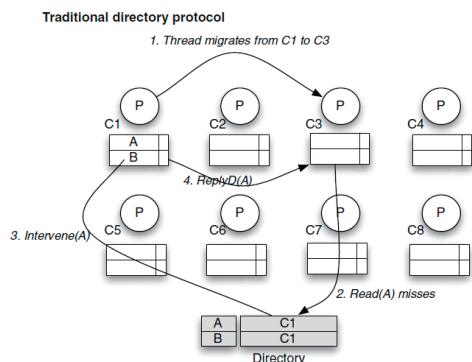 Traditional directory protocol
1. Thread migrates from C1 to C3
P P P P
C1 C2 C3 C4
A
B
4. ReplyD(A)
P P P P
C5 C6 C7 C8
3. Intervene(A)
2. Read(A) misses
A C1
B C1
Directory